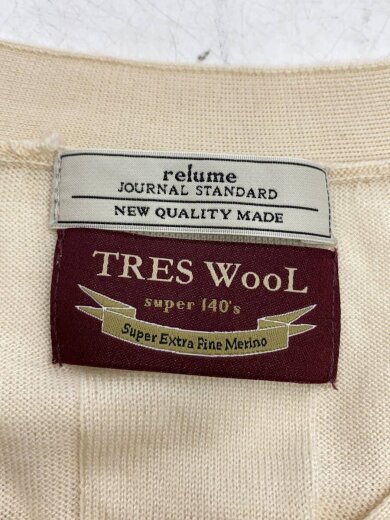 relume
JOURNAL STANDARD
NEW QUALITY MADE
TRES WooL
super 140's
Super Extra Fine Merino